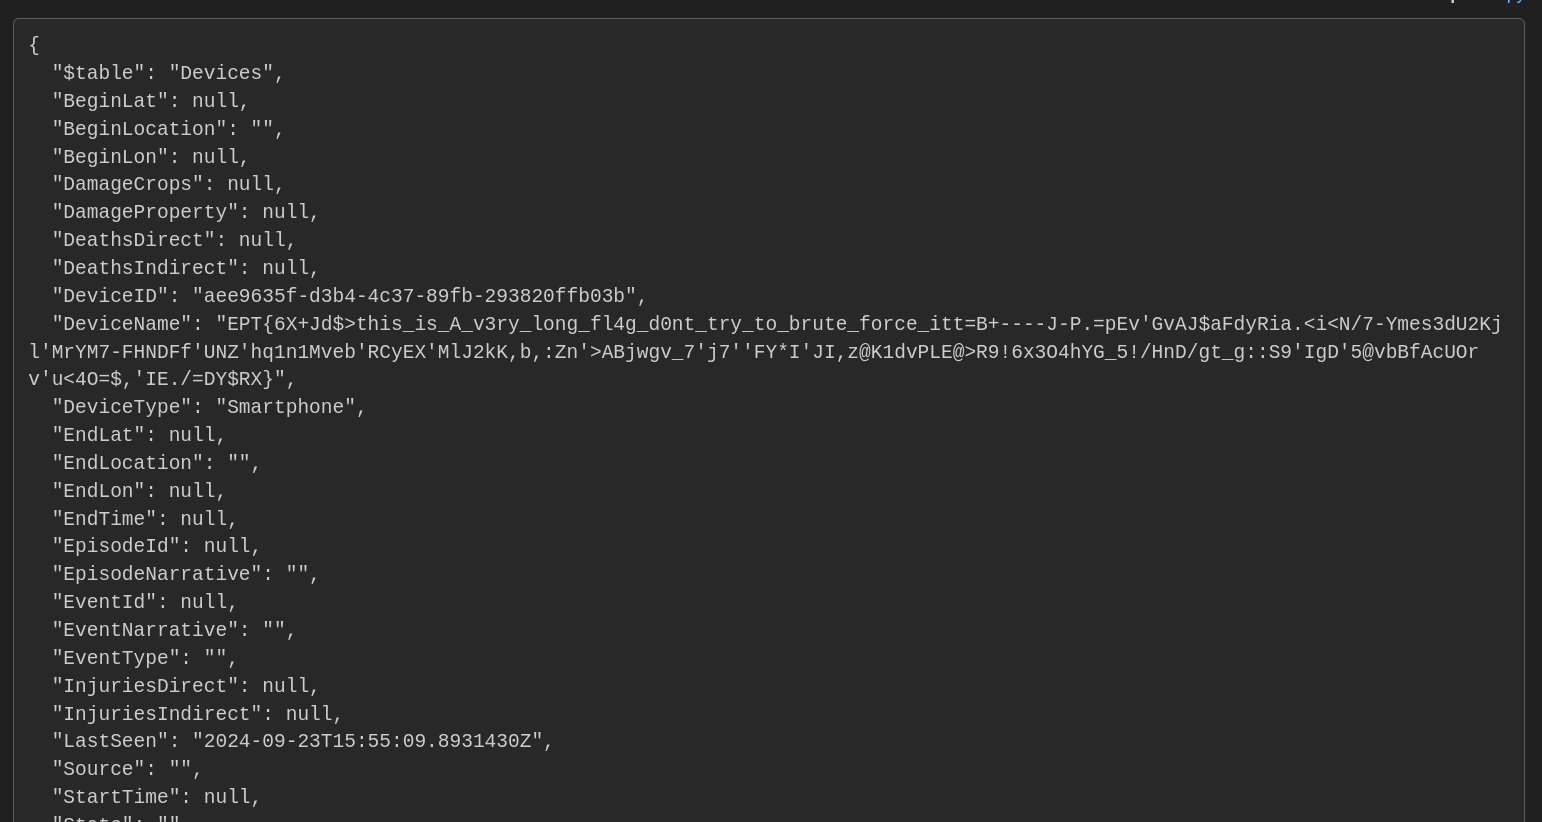 {
"$table": "Devices",
"BeginLat": null,
"BeginLocation": "",
"BeginLon": null,
"DamageCrops": null,
"DamageProperty": null,
"DeathsDirect": null,
"DeathsIndirect": null,
"DeviceID": "aee9635f-d3b4-4c37-89fb-293820ffb03b",
"DeviceName": "EPT{6X+Jd$>this_is_A_v3ry_long_fl4g_d0nt_try_to_brute_force_itt=B+----J-P.=pEv'GvAJ$aFdyRia.<i<N/7-Ymes3dU2Kj
l'MrYM7-FHNDFf'UNZ'hq1n1Mveb'RCyEX'MlJ2kK,b,:Zn'>ABjwgv_7'j7''FY*I'JI,z@K1dvPLE@>R9!6x3O4hYG_5!/HnD/gt_g::S9'IgD'5@vbBfAcUOr
v'u<4O=$,'IE./=DY$RX}",
"DeviceType": "Smartphone",
"EndLat": null,
"EndLocation": "",
"EndLon": null,
"EndTime": null,
"EpisodeId": null,
"EpisodeNarrative": "",
"EventId": null,
"EventNarrative": "",
"EventType": "",
"InjuriesDirect": null,
"InjuriesIndirect": null,
"LastSeen": "2024-09-23T15:55:09.8931430Z",
"Source": "",
"StartTime": null,